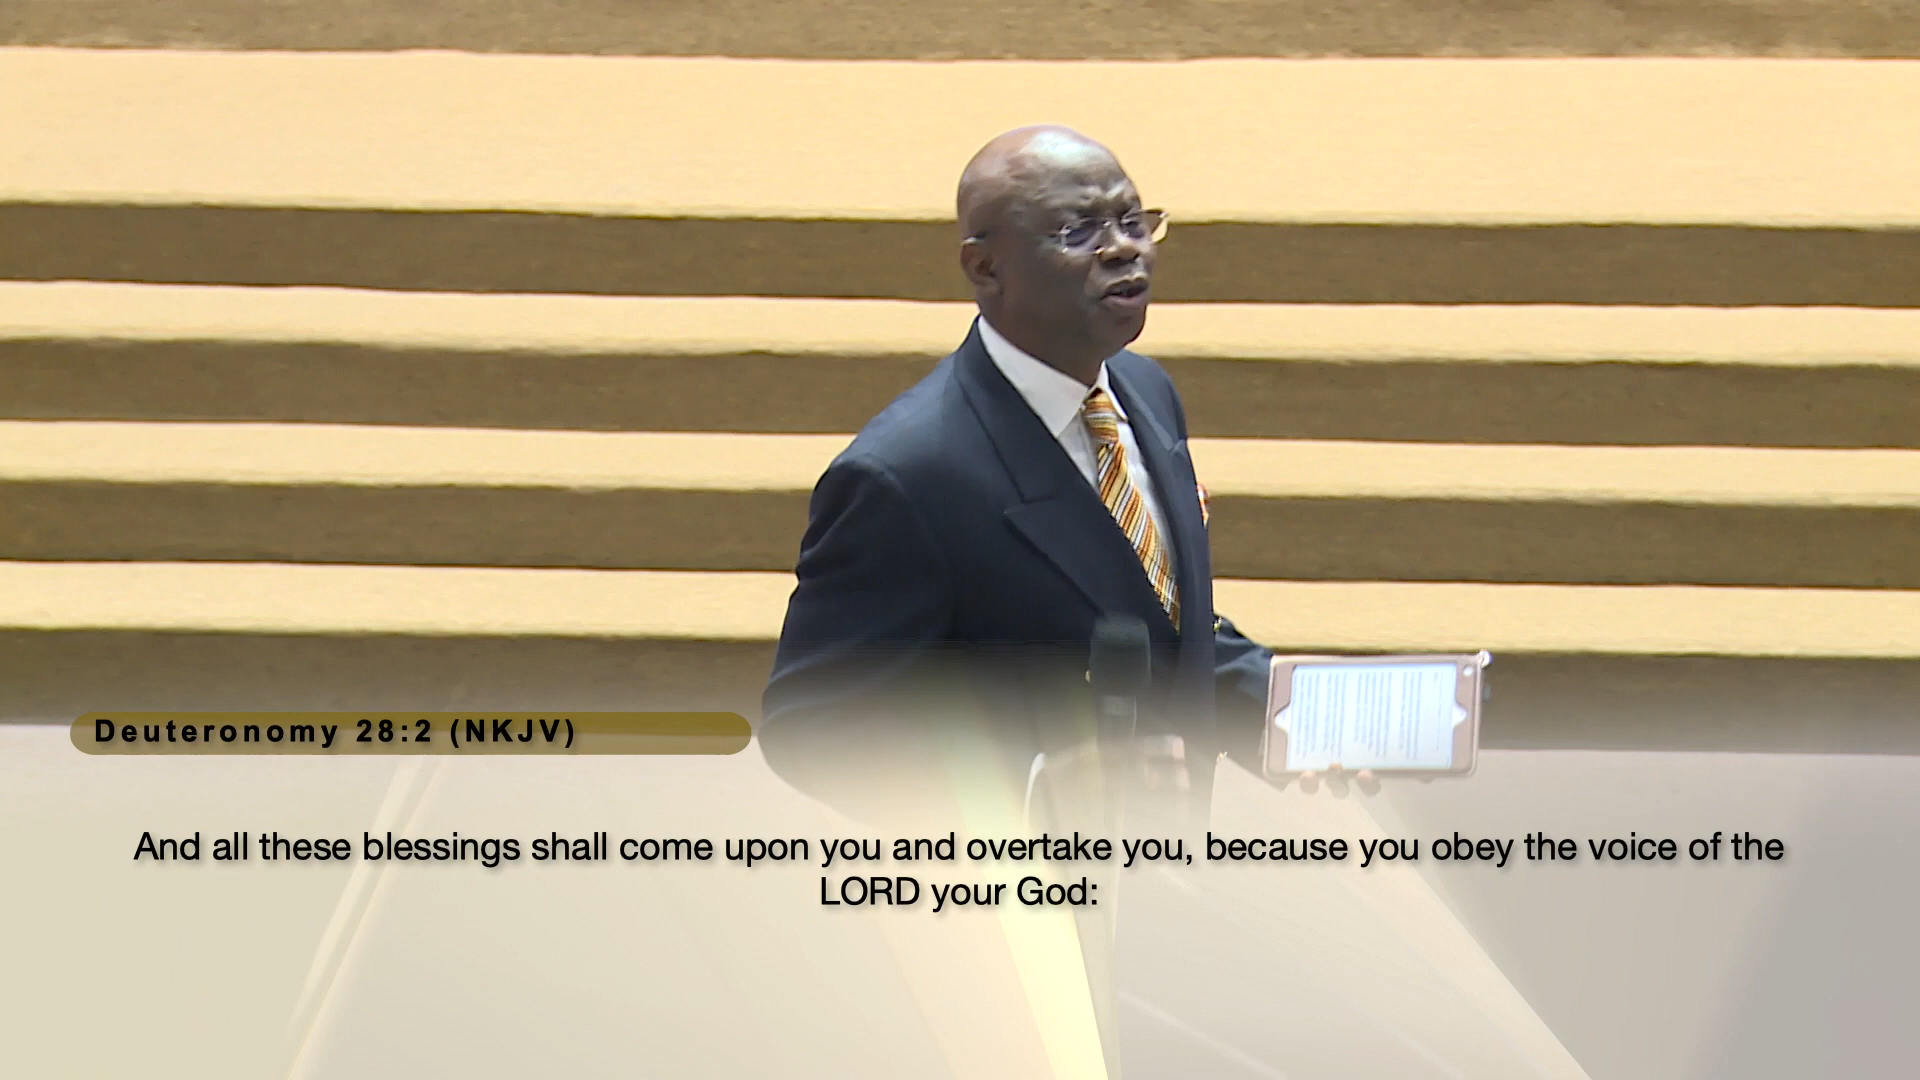 Deuteronomy 28:2 (NKJV)
And all these blessings shall come upon you and overtake you, because you obey the voice of the
LORD your God: